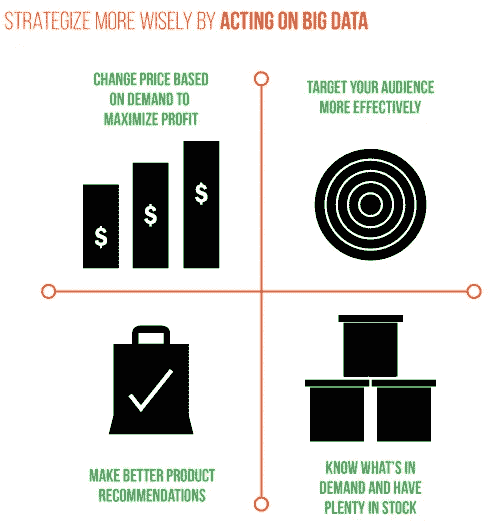 STRATEGIZE MORE WISELY BY ACTING ON BIG DATA
CHANGE PRICE BASED
ON DEMAND TO
MAXIMIZE PROFIT
TARGET YOUR AUDIENCE
MORE EFFECTIVELY
$
$
$
MAKE BETTER PRODUCT
RECOMMENDATIONS
KNOW WHAT'S IN
DEMAND AND HAVE
PLENTY IN STOCK